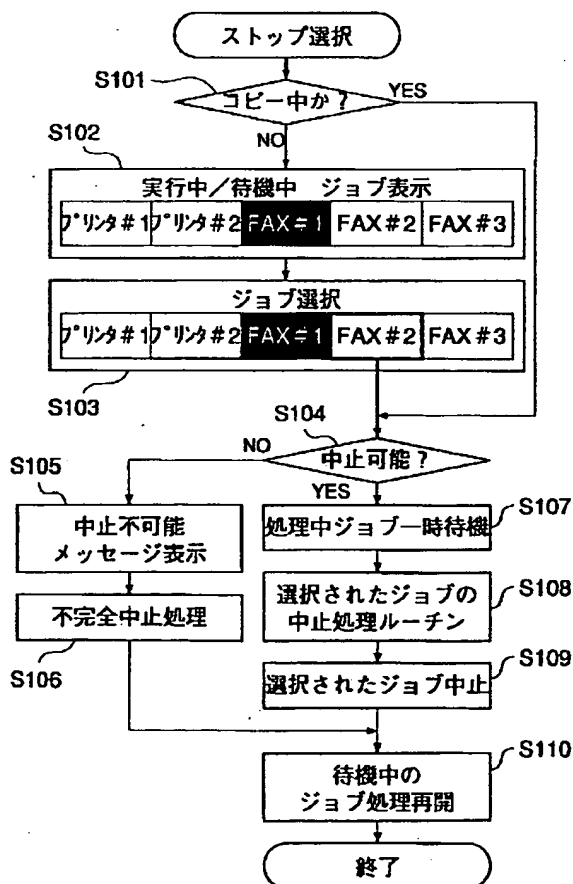 ストップ選択
S101
コピー中か?
YES
NO
S102
実行中/待機中 ジョブ表示
プリンタ#1 プリンタ#2 FAX#1 FAX#2 FAX#3
ジョブ選択
プリンタ#1 プリンタ#2 FAX#1 FAX#2 FAX#3
S103
S104
中止可能?
NO
YES
S105
中止不可能
メッセージ表示
不完全中止処理
S106
処理中ジョブ一時待機
S107
選択されたジョブの
中止処理ルーチン
S108
選択されたジョブ中止
S109
待機中の
ジョブ処理再開
S110
終了